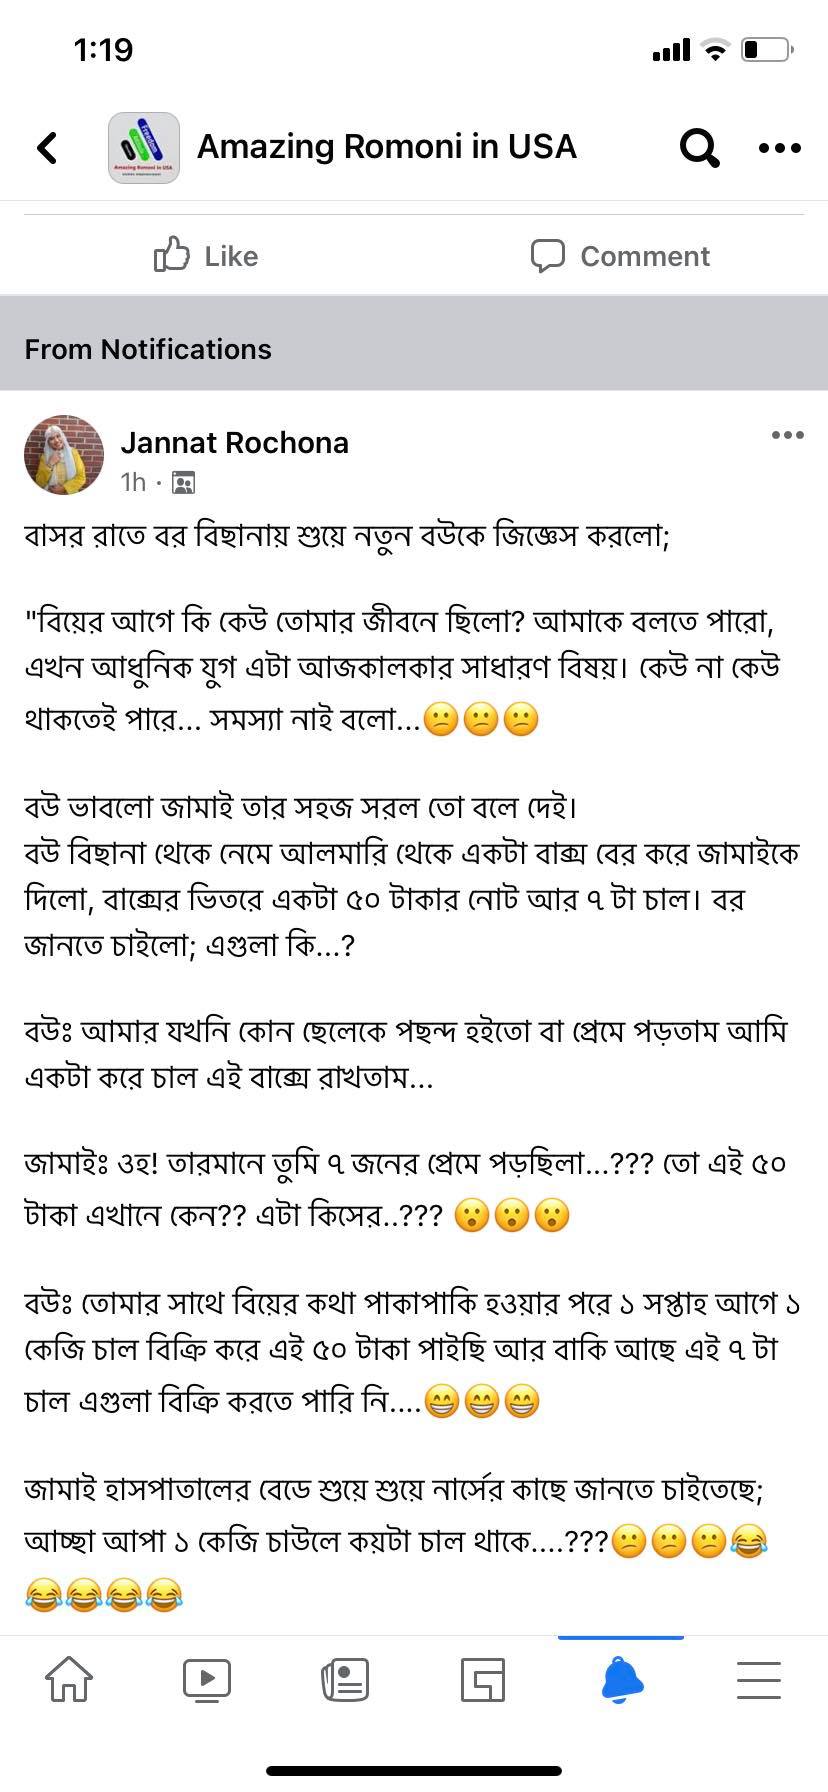 1:19
Amazing Romoni in USA
Like
Comment
From Notifications
Jannat Rochona
1h
বাসর রাতে বর বিছানায় শুয়ে নতুন বউকে জিজ্ঞেস করলো;
"বিয়ের আগে কি কেউ তোমার জীবনে ছিলো? আমাকে বলতে পারো,
এখন আধুনিক যুগ এটা আজকালকার সাধারণ বিষয়। কেউ না কেউ
থাকতেই পারে... সমস্যা নাই বলো...😕😕😕
বউ ভাবলো জামাই তার সহজ সরল তো বলে দেই।
বউ বিছানা থেকে নেমে আলমারি থেকে একটা বাক্স বের করে জামাইকে
দিলো, বাক্সের ভিতরে একটা ৫০ টাকার নোট আর ৭ টা চাল। বর
জানতে চাইলো; এগুলা কি...?
বউঃ আমার যখনি কোন ছেলেকে পছন্দ হইতো বা প্রেমে পড়তাম আমি
একটা করে চাল এই বাক্সে রাখতাম...
জামাইঃ ওহ! তারমানে তুমি ৭ জনের প্রেমে পড়ছিলা...??? তো এই ৫০
টাকা এখানে কেন?? এটা কিসের..??? 😮😮😮
বউঃ তোমার সাথে বিয়ের কথা পাকাপাকি হওয়ার পরে ১ সপ্তাহ আগে ১
কেজি চাল বিক্রি করে এই ৫০ টাকা পাইছি আর বাকি আছে এই ৭ টা
চাল এগুলা বিক্রি করতে পারি নি....😁😁😁
জামাই হাসপাতালের বেডে শুয়ে শুয়ে নার্সের কাছে জানতে চাইতেছে;
আচ্ছা আপা ১ কেজি চাউলে কয়টা চাল থাকে....???😕😕😕😂
😂😂😂😂